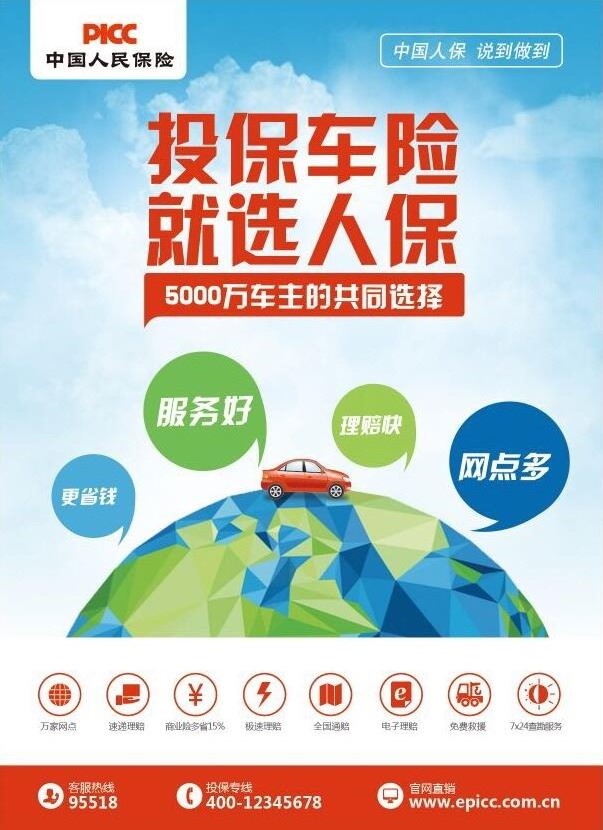 PICC
中国人民保险
中国人保 说到做到
投保车险
就选人保
5000万车主的共同选择
服务好
理赔快
网点多
更省钱
万家网点
速递理赔
商业险多省15%
极速理赔
全国通赔
电子理赔
免费救援
7x24查勘服务
客服热线
95518
投保专线
400-12345678
官网直销
www.epicc.com.cn